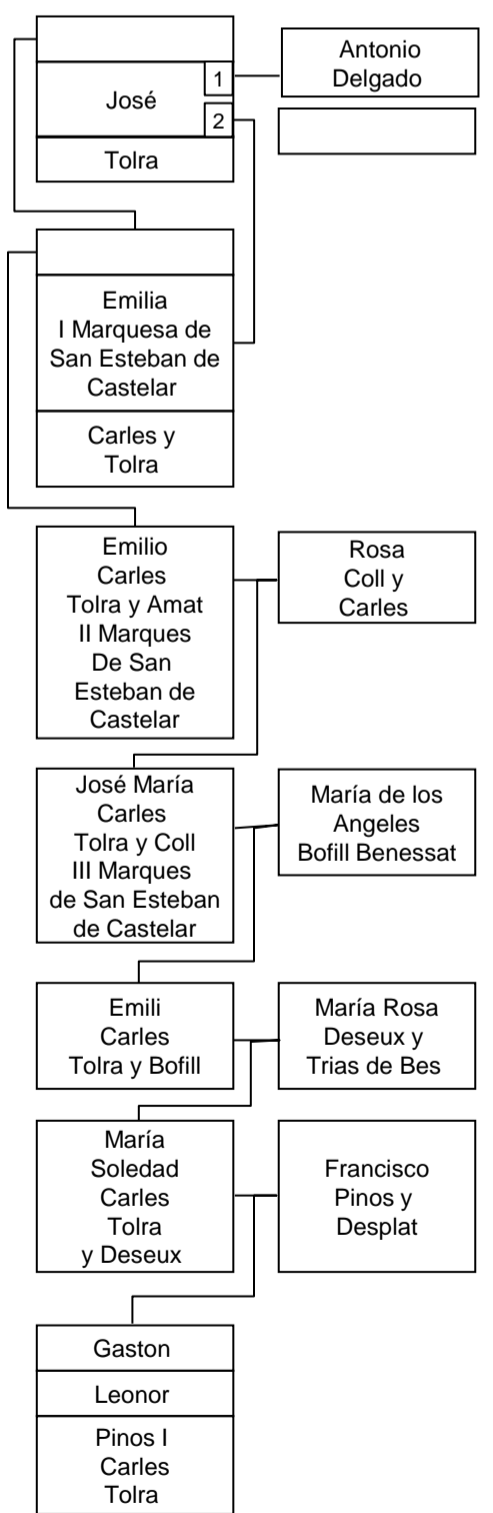 José
1
2
Tolra
Antonio
Delgado
Emilia
I Marquesa de
San Esteban de
Castelar
Carles y
Tolra
Emilio
Carles
Tolra y Amat
II Marques
De San
Esteban de
Castelar
Rosa
Coll y
Carles
José María
Carles
Tolra y Coll
III Marques
de San Esteban
de Castelar
María de los
Angeles
Bofill Benessat
Emili
Carles
Tolra y Bofill
María Rosa
Deseux y
Trias de Bes
María
Soledad
Carles
Tolra
y Deseux
Francisco
Pinos y
Desplat
Gaston
Leonor
Pinos I
Carles
Tolra